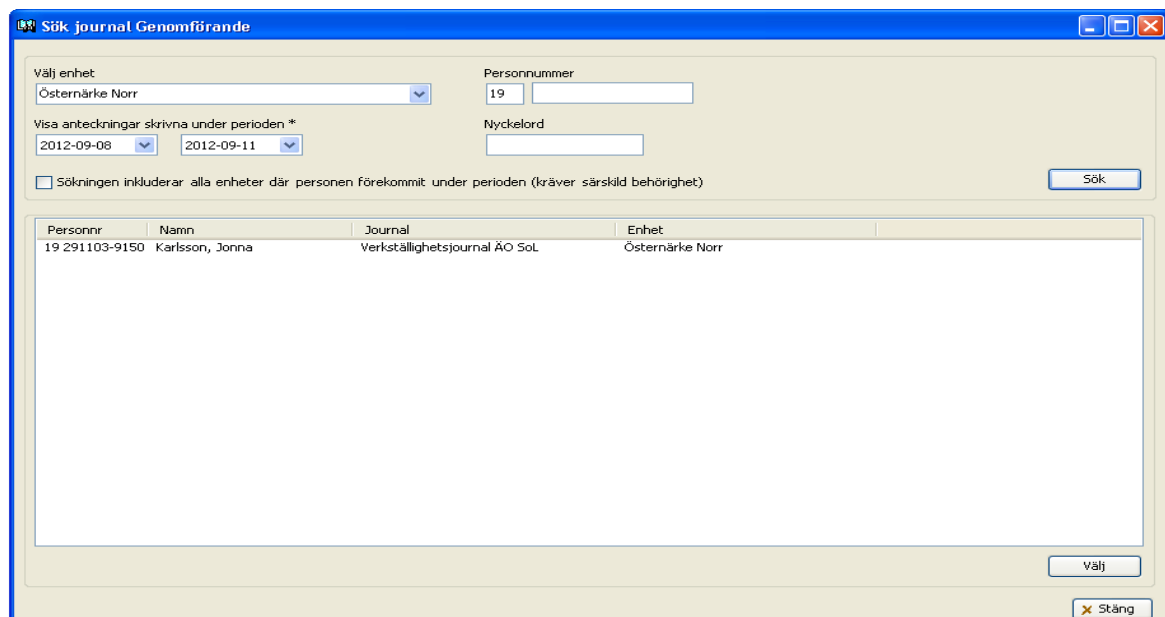 Sök journal Genomförande
Välj enhet
Personnummer
Östernärke Norr
19
Visa anteckningar skrivna under perioden *
Nyckelord
2012-09-08
2012-09-11
Sökningen inkluderar alla enheter där personen förekommit under perioden (kräver särskild behörighet)
Sök
Personnr Namn Journal Enhet
19 291103-9150 Karlsson, Jonna Verkställighetsjournal ÄO SoL Östernärke Norr
Välj
Stäng